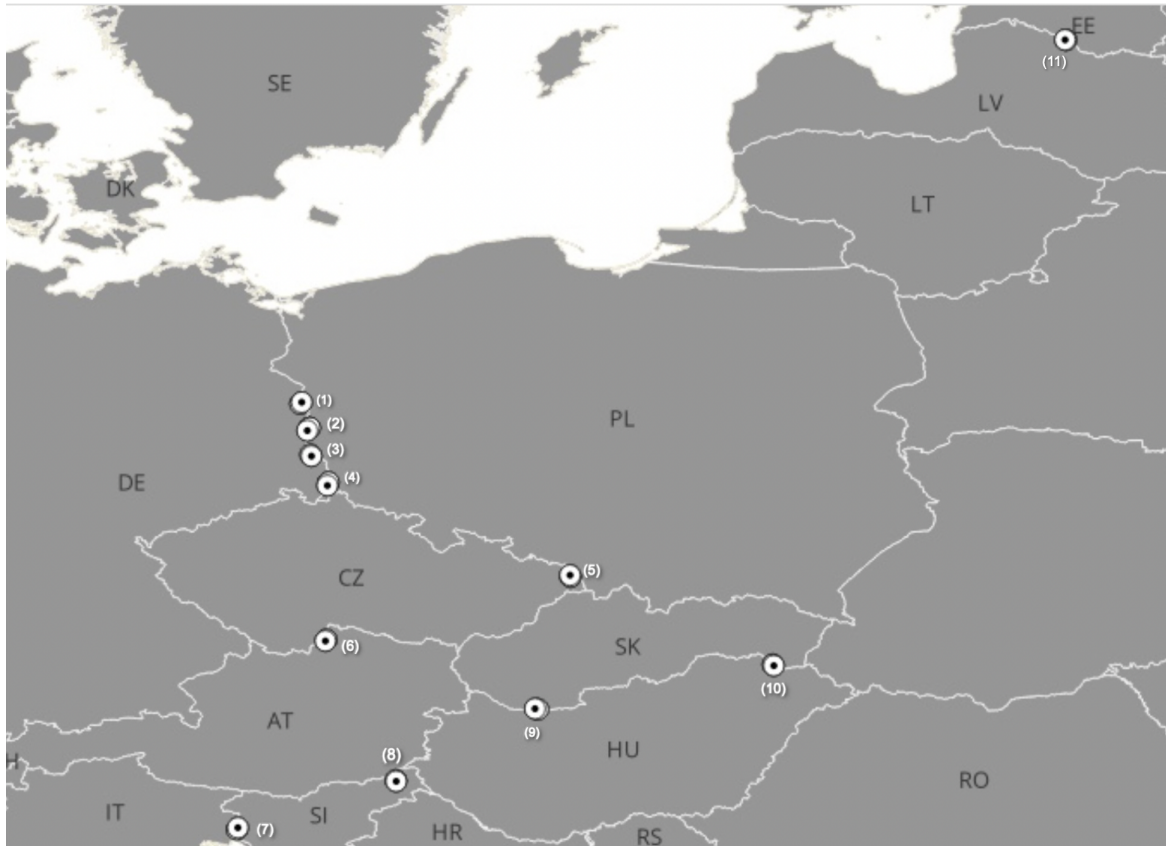 EE
(11)
SE
LV
DK
LT
(1)
PL
(2)
(3)
DE
(4)
(5)
CZ
(6)
SK
(10)
AT
(9)
HU
(8)
H
RO
IT
SI
(7)
HR
RS